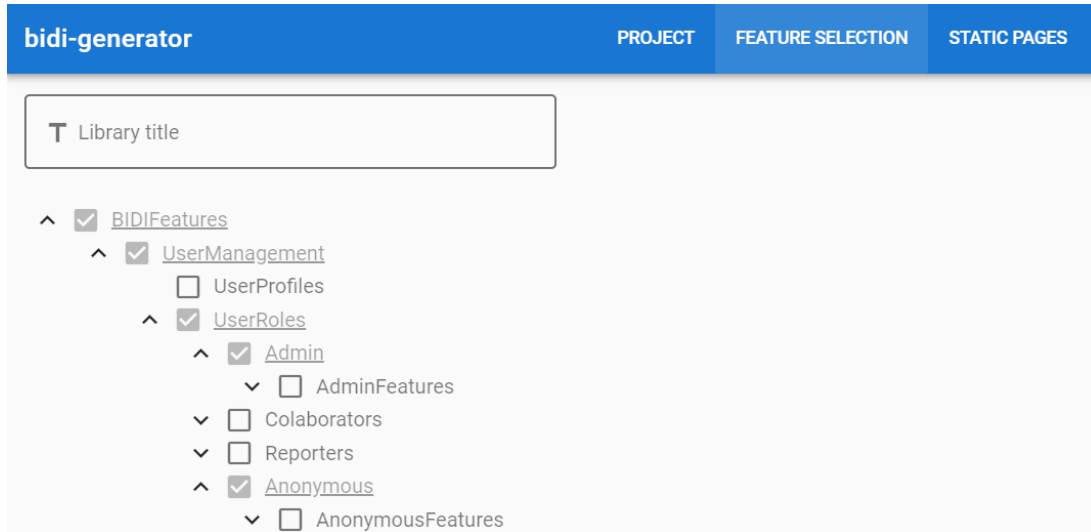 bidi-generator PROJECT FEATURE SELECTION STATIC PAGES
Library title
BIDIFeatures
UserManagement
UserProfiles
UserRoles
Admin
AdminFeatures
Colaborators
Reporters
Anonymous
AnonymousFeatures